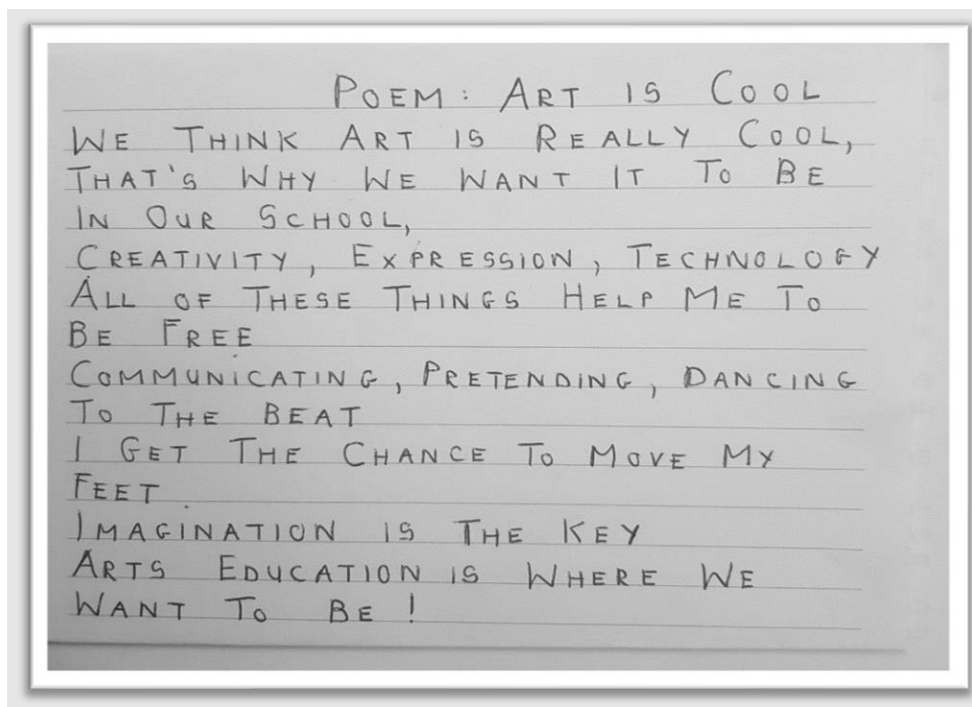 POEM: ART IS COOL
WE THINK ART IS REALLY COOL,
THAT'S WHY WE WANT IT TO BE
IN OUR SCHOOL,
CREATIVITY, EXPRESSION, TECHNOLOGY
ALL OF THESE THINGS HELP ME TO
BE FREE
COMMUNICATING, PRETENDING, DANCING
TO THE BEAT
I GET THE CHANCE TO MOVE MY
FEET
IMAGINATION IS THE KEY
ARTS EDUCATION IS WHERE WE
WANT TO BE!